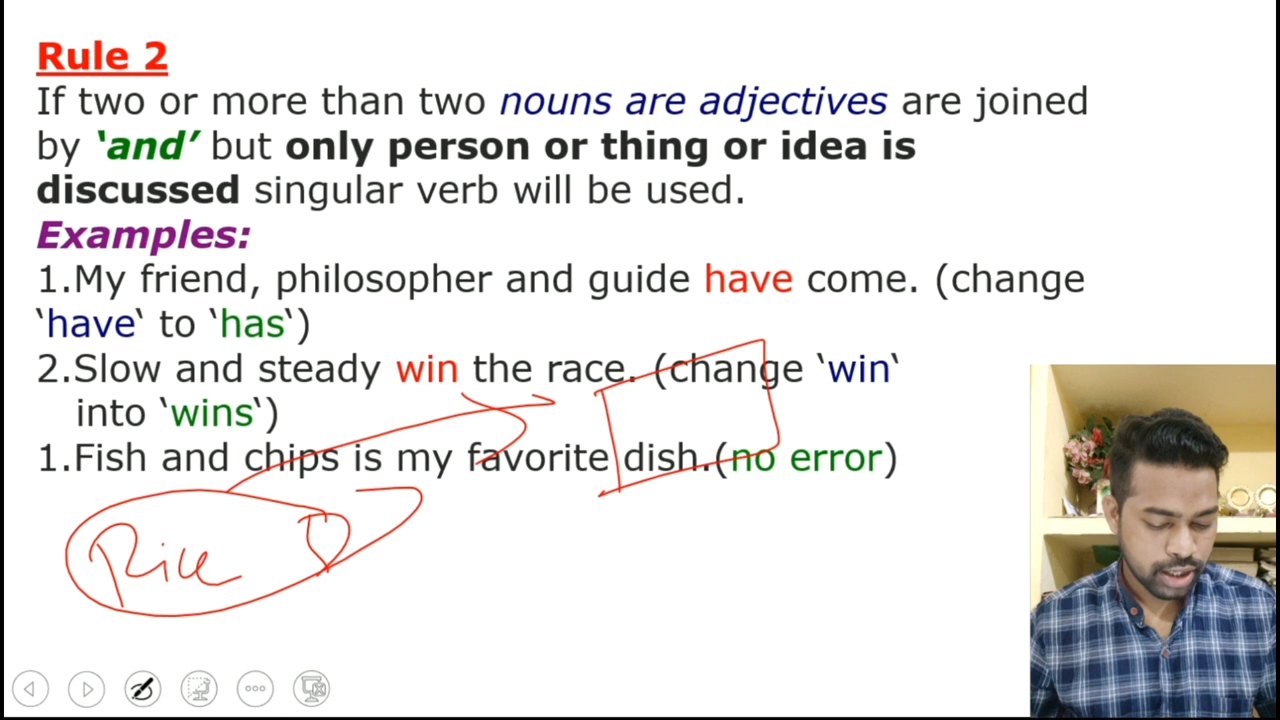 Rule 2
If two or more than two nouns are adjectives are joined
by ‘and’ but only person or thing or idea is
discussed singular verb will be used.
Examples:
1.My friend, philosopher and guide have come. (change
‘have‘ to ‘has‘)
2.Slow and steady win the race. (change ‘win‘
into ‘wins‘)
1.Fish and chips is my favorite dish.(no error)
Rice